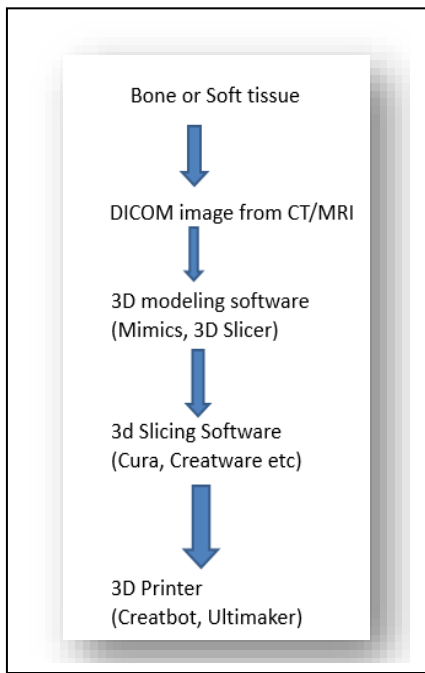 Bone or Soft tissue
DICOM image from CT/MRI
3D modeling software
(Mimics, 3D Slicer)
3d Slicing Software
(Cura, Creatware etc)
3D Printer
(Creatbot, Ultimaker)